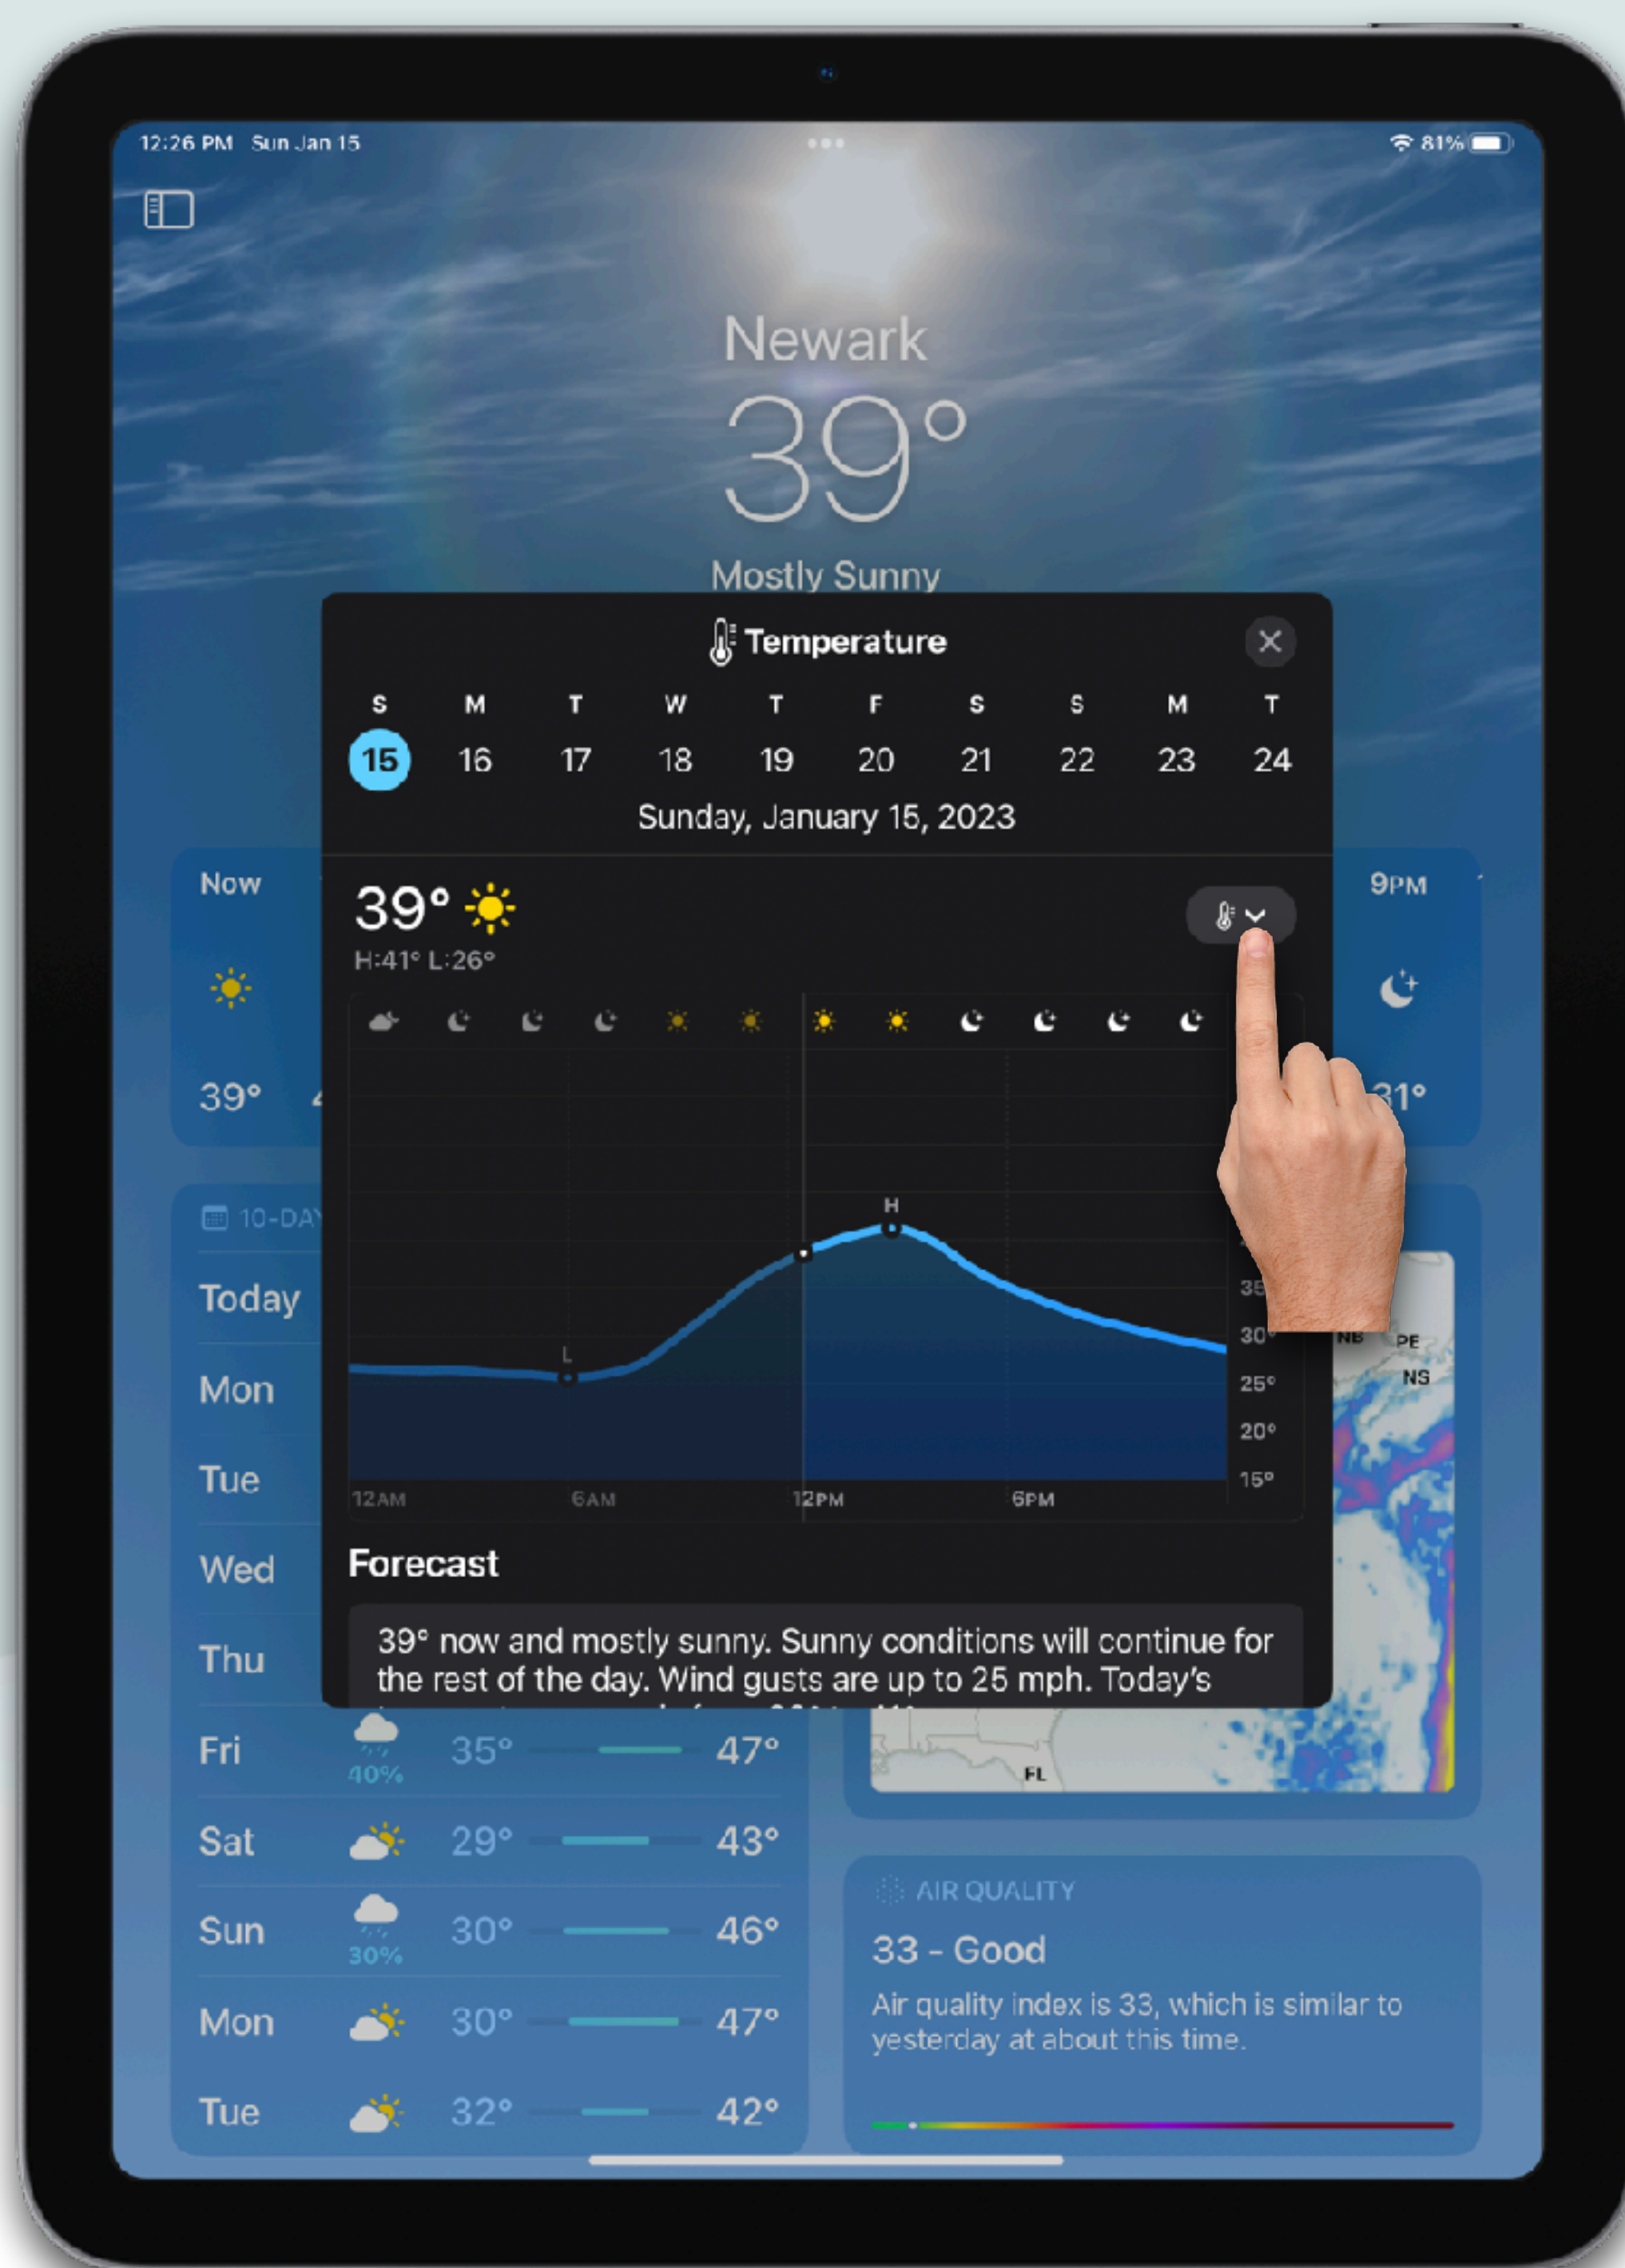 12:26 PM Sun Jan 15
81%
Newark
39°
Mostly Sunny
Temperature
S M T W T F S S M T
15 16 17 18 19 20 21 22 23 24
Sunday, January 15, 2023
39°
H:41° L:26°
Now
39°
9PM
31°
H
L
35
30°
25°
20°
15°
12AM 6AM 12PM 6PM
Forecast
39° now and mostly sunny. Sunny conditions will continue for
the rest of the day. Wind gusts are up to 25 mph. Today's
10-DAY
Today
Mon
Tue
Wed
Thu
Fri 40% 35° 47°
Sat 29° 43°
Sun 30% 30° 46°
Mon 30° 47°
Tue 32° 42°
NB PE
NS
FL
AIR QUALITY
33 - Good
Air quality index is 33, which is similar to
yesterday at about this time.